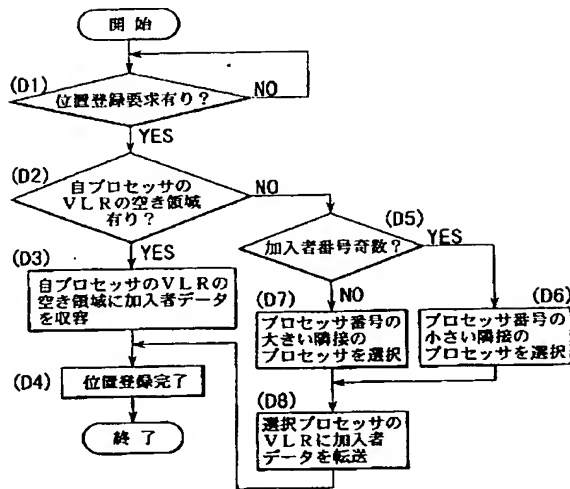 開始
(D1)
位置登録要求有り？
NO
YES
(D2)
自プロセッサの
VLRの空き領域
有り？
NO
YES
(D3)
自プロセッサのVLRの
空き領域に加入者データ
を収容
(D4)
位置登録完了
終了
(D5)
加入者番号奇数？
YES
NO
(D7)
プロセッサ番号の
大きい隣接の
プロセッサを選択
(D6)
プロセッサ番号の
小さい隣接の
プロセッサを選択
(D8)
選択プロセッサの
VLRに加入者
データを転送